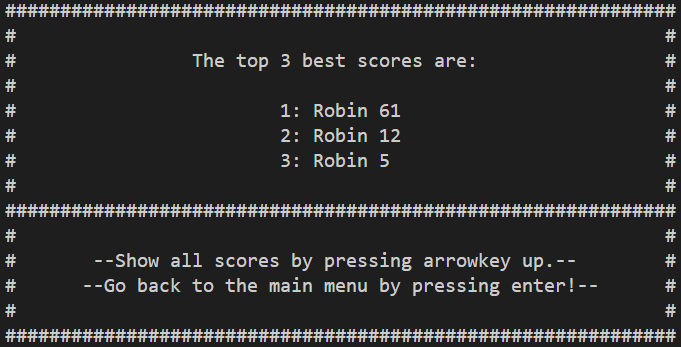 #############################################################
# #
# The top 3 best scores are: #
# #
# 1: Robin 61 #
# 2: Robin 12 #
# 3: Robin 5 #
# #
#############################################################
# #
# --Show all scores by pressing arrowkey up.-- #
# --Go back to the main menu by pressing enter!-- #
# #
#############################################################